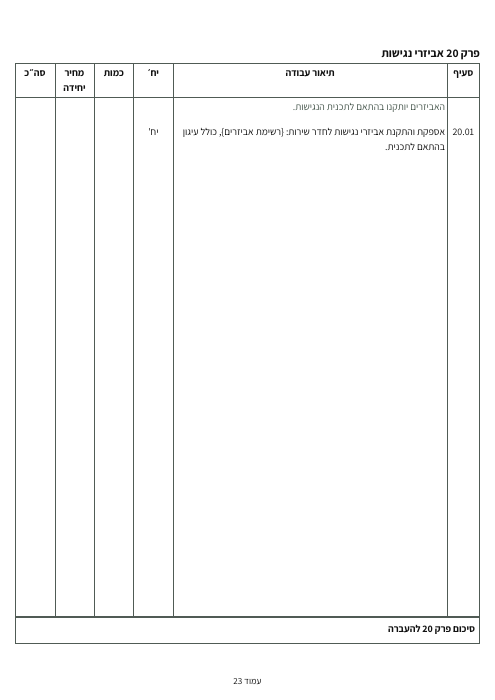 פרק 20 אביזרי נגישות
סעיף תיאור עבודה יח׳ כמות מחיר יחידה סה״כ
האביזרים יותקנו בהתאם לתכנית הנגישות.
20.01 אספקת והתקנת אביזרי נגישות לחדר שירות: {רשימת אביזרים}, כולל עיגון יח'
בהתאם לתכנית.
סיכום פרק 20 להעברה
עמוד 23